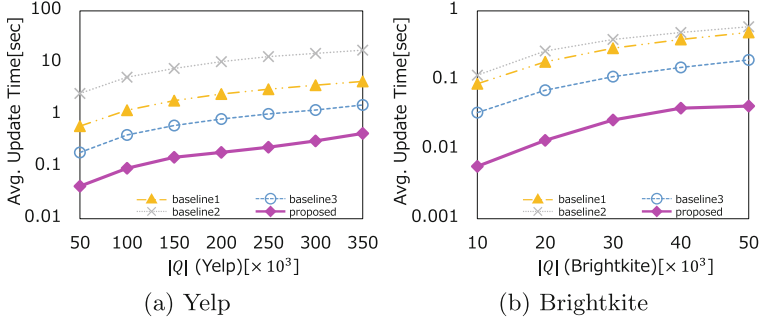 Avg. Update Time[sec]
100
10
1
0.1
0.01
baseline1
baseline2
baseline3
proposed
50 100 150 200 250 300 350
|Q| (Yelp)[× 10³]
(a) Yelp
Avg. Update Time[sec]
1
0.1
0.01
0.001
baseline1
baseline2
baseline3
proposed
10 20 30 40 50
|Q| (Brightkite)[× 10³]
(b) Brightkite